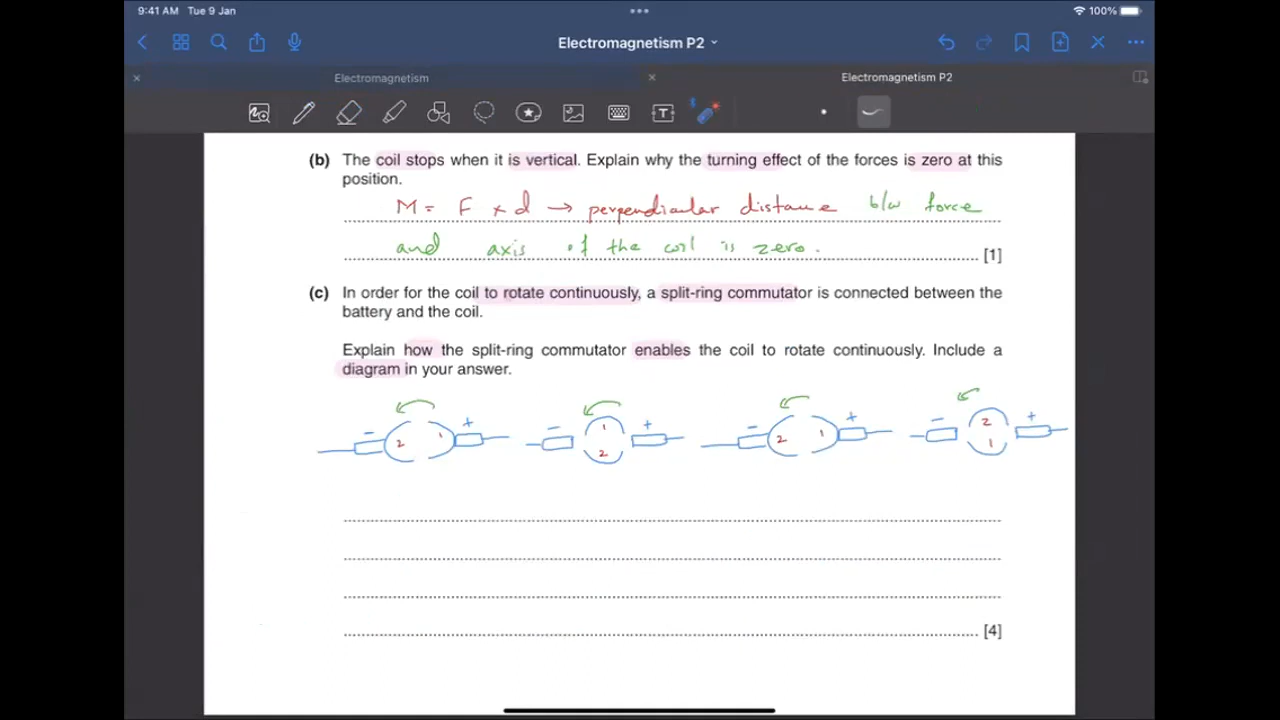 9:41 AM Tue 9 Jan
100%
Electromagnetism P2
Electromagnetism
Electromagnetism P2
(b) The coil stops when it is vertical. Explain why the turning effect of the forces is zero at this
position.
M = F × d → perpendicular distance b/w force
and axis of the coil is zero.
[1]
(c) In order for the coil to rotate continuously, a split-ring commutator is connected between the
battery and the coil.
Explain how the split-ring commutator enables the coil to rotate continuously. Include a
diagram in your answer.
− 2 1 + − 1 2 + − 2 1 + − 2 1 +
[4]